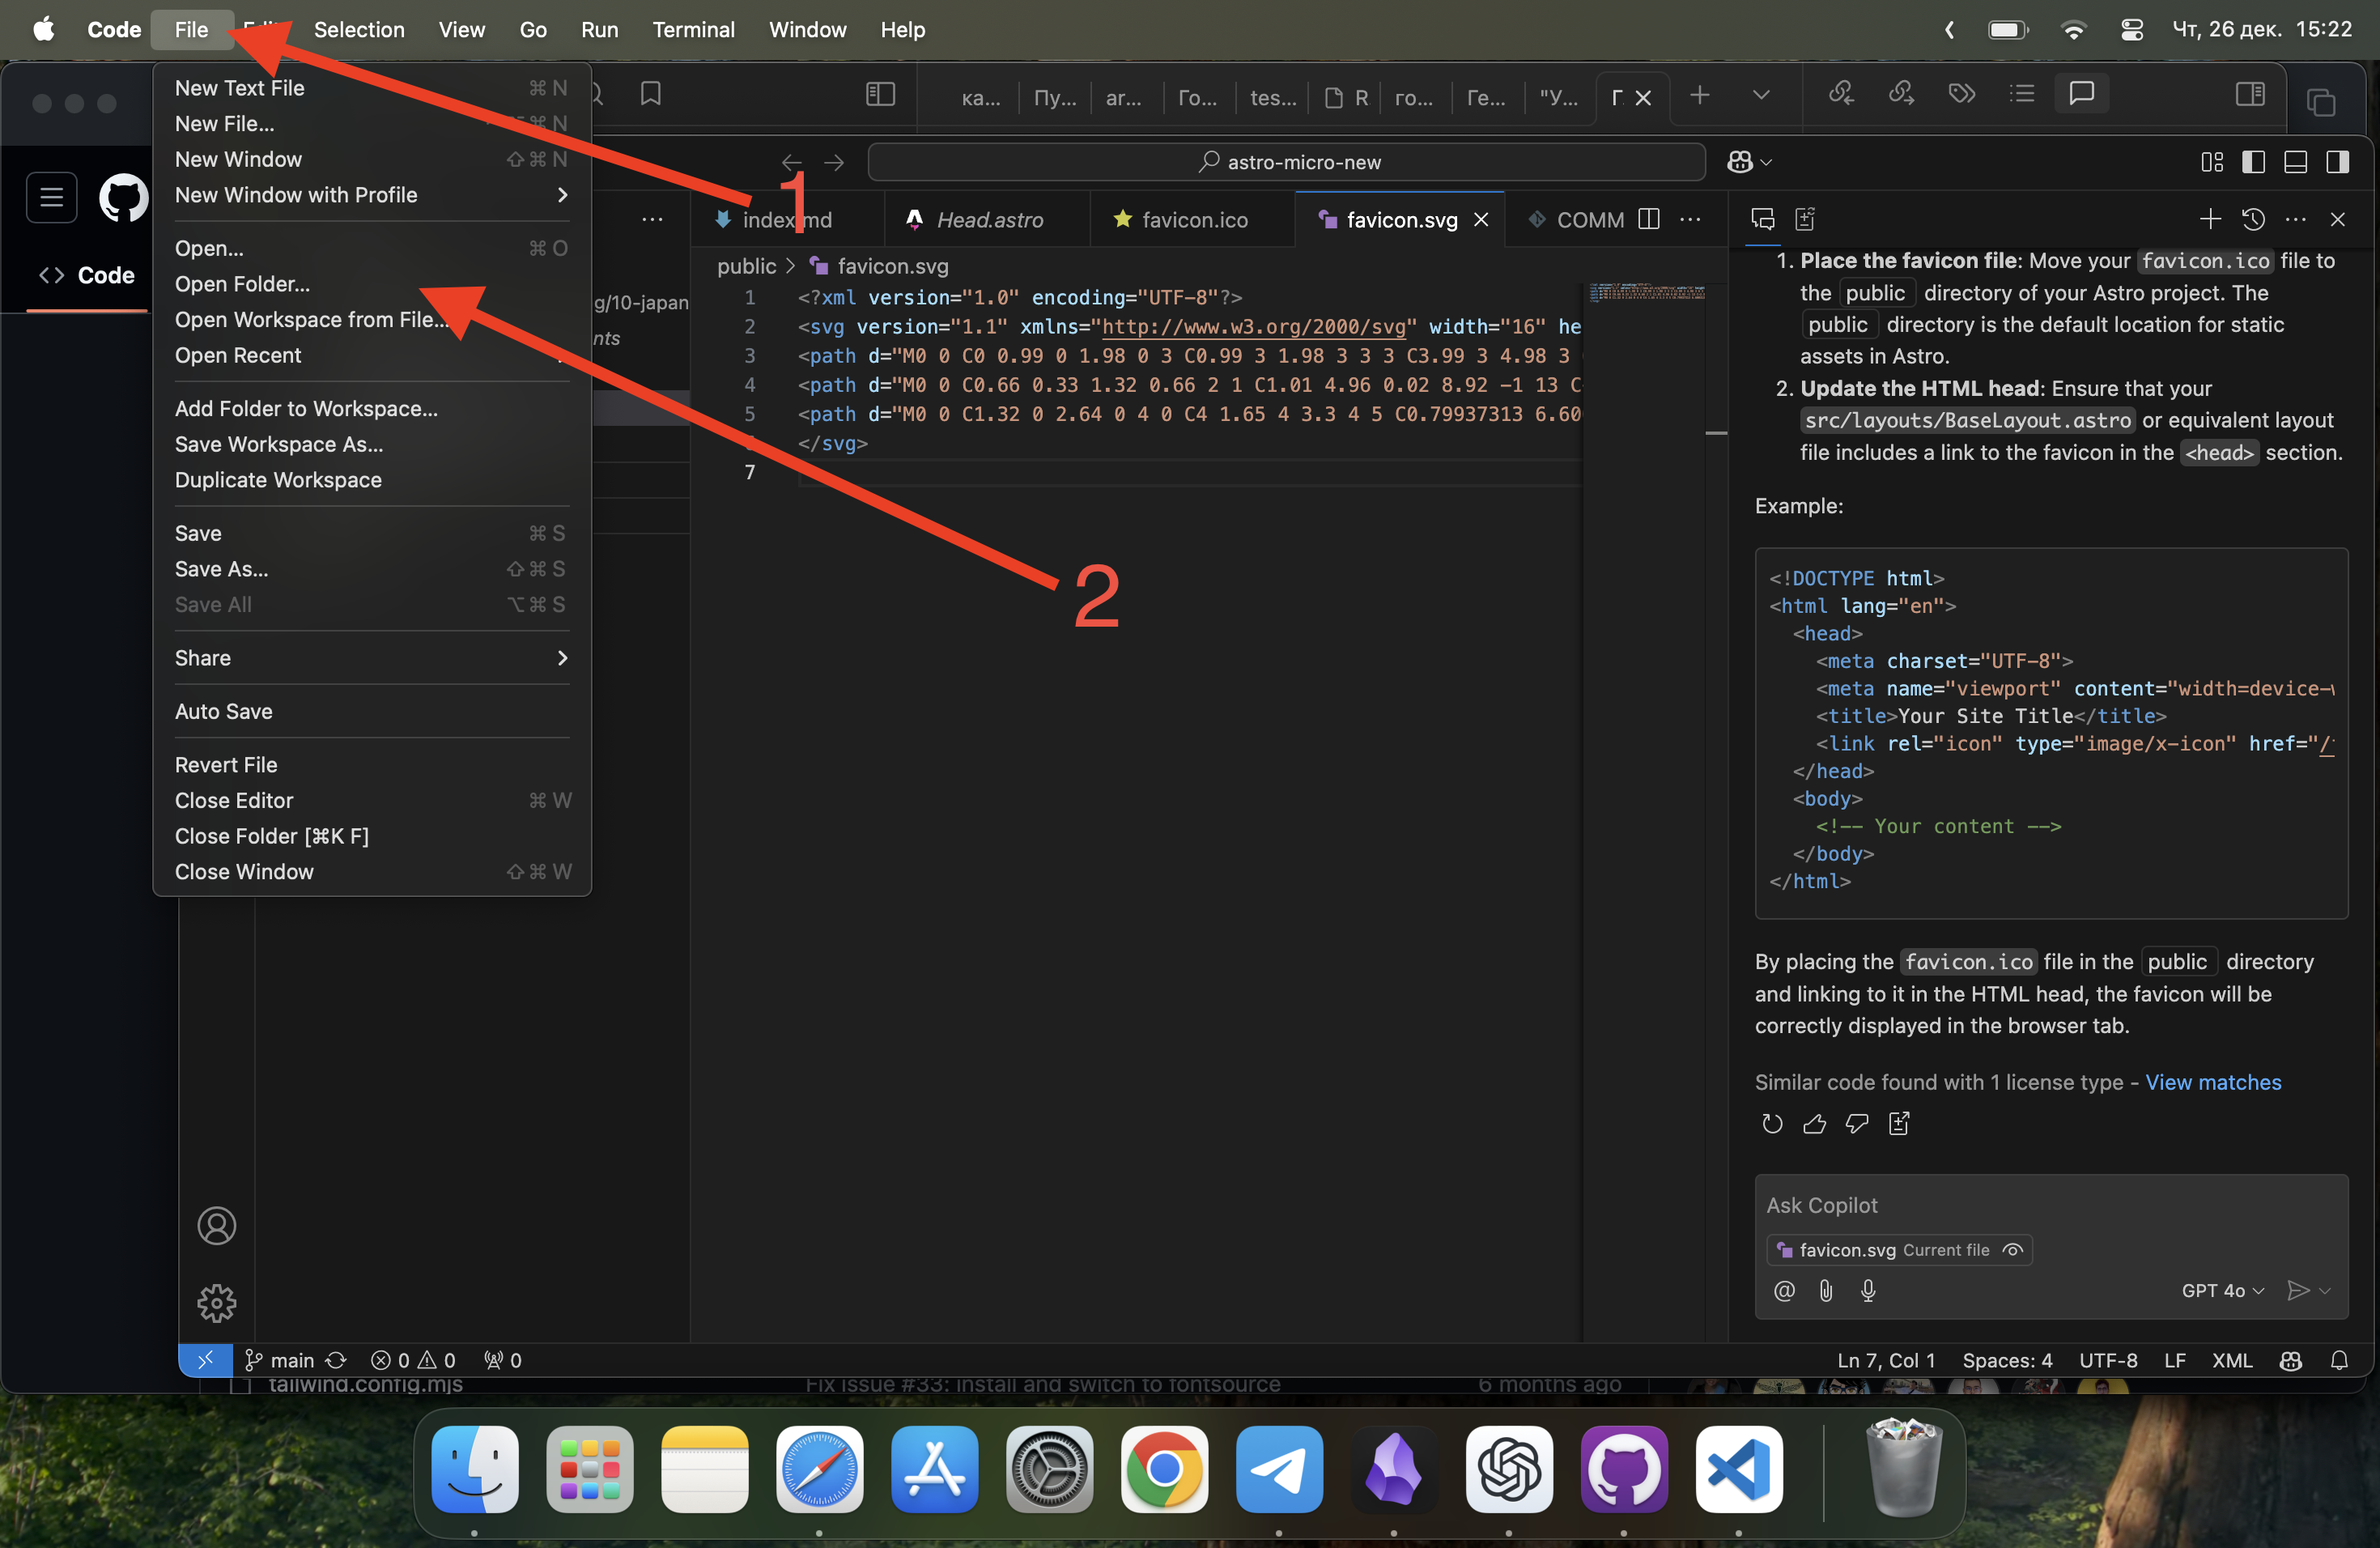 Code File Selection View Go Run Terminal Window Help Чт, 26 дек. 15:22
New Text File ⌘ N
New File... ⌘ N
New Window ⇧ ⌘ N
New Window with Profile
Open... ⌘ O
Open Folder...
Open Workspace from File...
Open Recent
Add Folder to Workspace...
Save Workspace As...
Duplicate Workspace
Save ⌘ S
Save As... ⇧ ⌘ S
Save All ⌥ ⌘ S
Share
Auto Save
Revert File
Close Editor ⌘ W
Close Folder [⌘K F]
Close Window ⇧ ⌘ W
1
2
Code
ка... Пу... ar... Го... tes... R го... Ге... "У...
astro-micro-new
g/10-japan
nts
index.md Head.astro favicon.ico favicon.svg COMM
public > favicon.svg
1 <?xml version="1.0" encoding="UTF-8"?>
2 <svg version="1.1" xmlns="http://www.w3.org/2000/svg" width="16" he
3 <path d="M0 0 C0 0.99 0 1.98 0 3 C0.99 3 1.98 3 3 3 C3.99 3 4.98 3
4 <path d="M0 0 C0.66 0.33 1.32 0.66 2 1 C1.01 4.96 0.02 8.92 -1 13 C
5 <path d="M0 0 C1.32 0 2.64 0 4 0 C4 1.65 4 3.3 4 5 C0.79937313 6.60
</svg>
7
1. Place the favicon file: Move your favicon.ico file to
the public directory of your Astro project. The
public directory is the default location for static
assets in Astro.
2. Update the HTML head: Ensure that your
src/layouts/BaseLayout.astro or equivalent layout
file includes a link to the favicon in the <head> section.
Example:
<!DOCTYPE html>
<html lang="en">
<head>
<meta charset="UTF-8">
<meta name="viewport" content="width=device-
<title>Your Site Title</title>
<link rel="icon" type="image/x-icon" href="/
</head>
<body>
<!-- Your content -->
</body>
</html>
By placing the favicon.ico file in the public directory
and linking to it in the HTML head, the favicon will be
correctly displayed in the browser tab.
Similar code found with 1 license type - View matches
Ask Copilot
favicon.svg Current file
GPT 4o
main 0 0 0 Ln 7, Col 1 Spaces: 4 UTF-8 LF XML
tailwind.config.mjs Fix issue #33: install and switch to fontsource 6 months ago